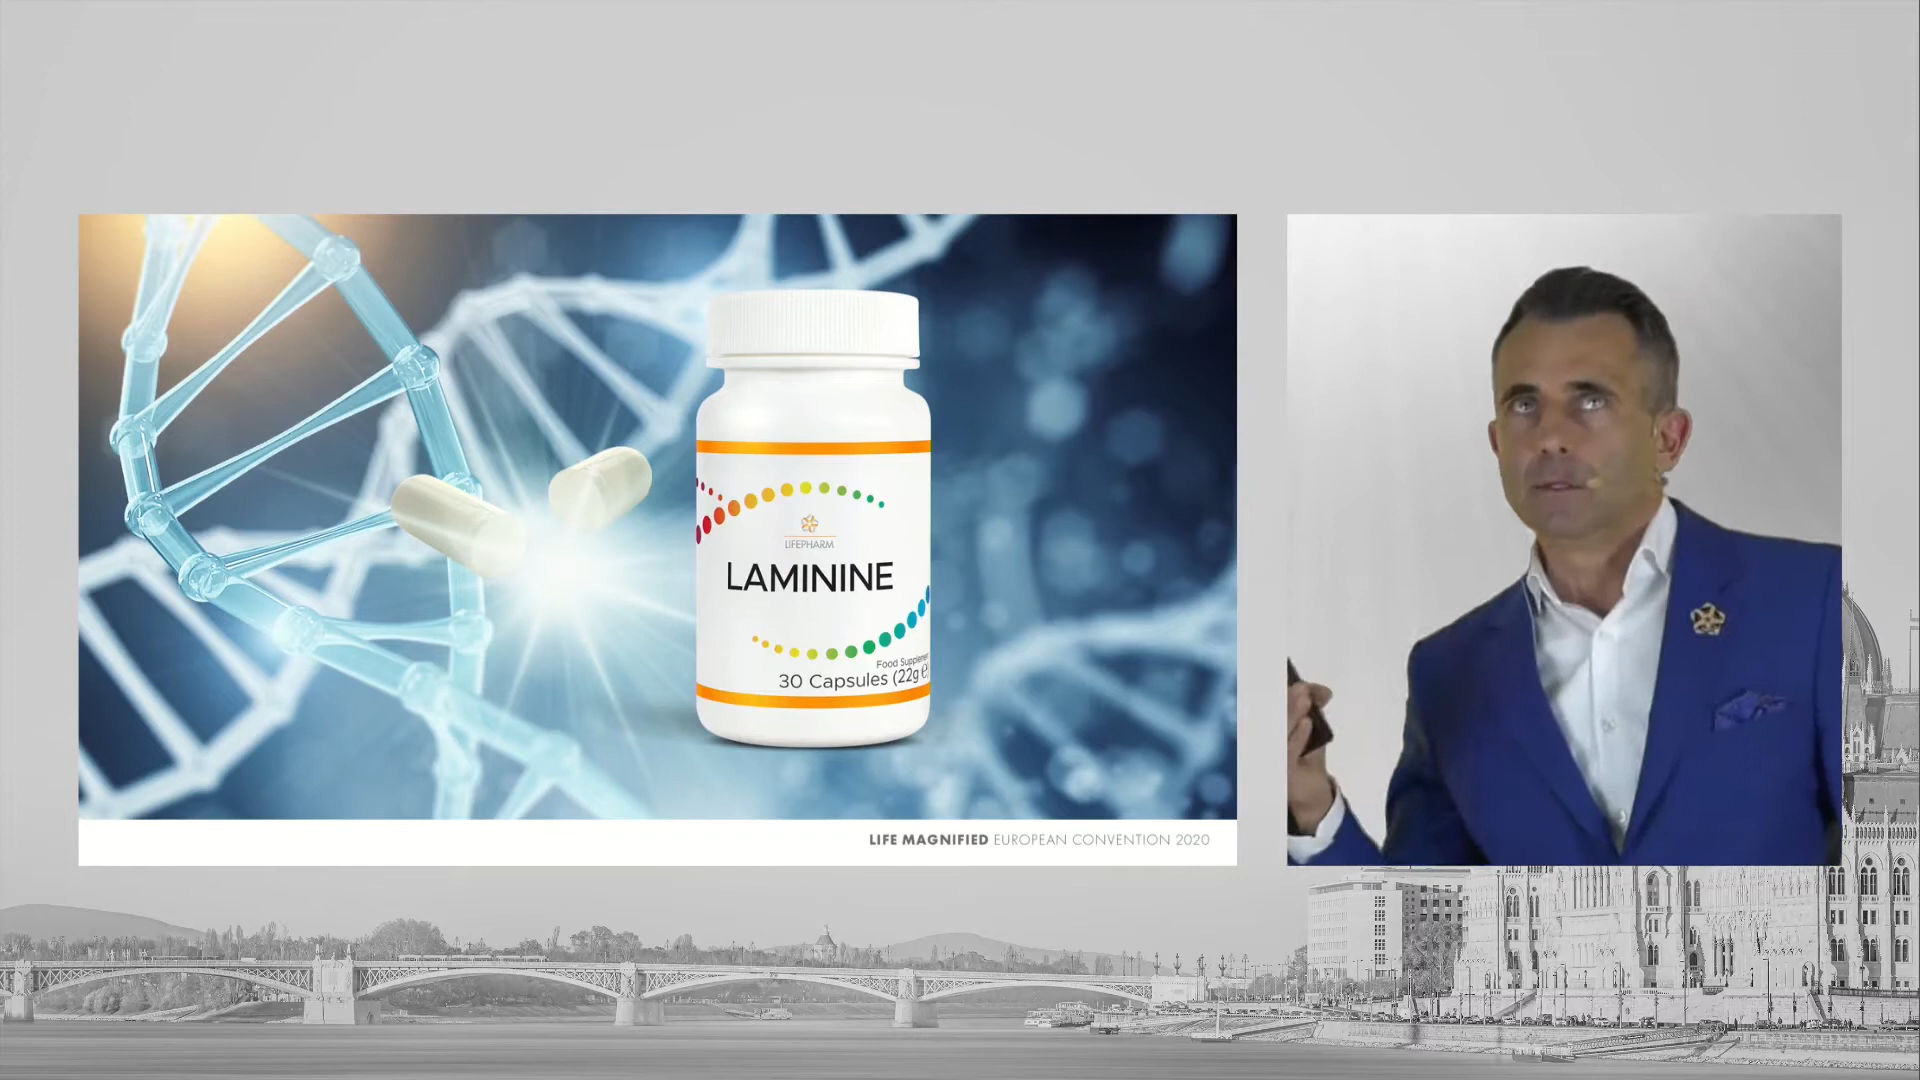 LIFEPHARM
LAMININE
Food Supplement
30 Capsules (22g e)
LIFE MAGNIFIED EUROPEAN CONVENTION 2020